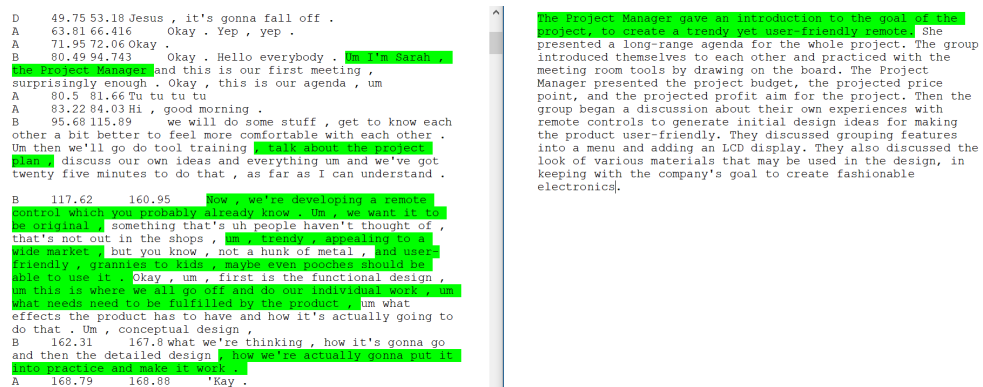 D 49.75 53.18 Jesus , it's gonna fall off .
A 63.81 66.416 Okay . Yep , yep .
A 71.95 72.06 Okay .
B 80.49 94.743 Okay . Hello everybody . Um I'm Sarah ,
the Project Manager and this is our first meeting ,
surprisingly enough . Okay , this is our agenda , um
A 80.5 81.66 Tu tu tu tu
A 83.22 84.03 Hi , good morning .
B 95.68 115.89 we will do some stuff , get to know each
other a bit better to feel more comfortable with each other .
Um then we'll go do tool training , talk about the project
plan , discuss our own ideas and everything um and we've got
twenty five minutes to do that , as far as I can understand .
B 117.62 160.95 Now , we're developing a remote
control which you probably already know . Um , we want it to
be original , something that's uh people haven't thought of ,
that's not out in the shops , um , trendy , appealing to a
wide market , but you know , not a hunk of metal , and user-
friendly , grannies to kids , maybe even pooches should be
able to use it . Okay , um , first is the functional design ,
um this is where we all go off and do our individual work , um
what needs need to be fulfilled by the product , um what
effects the product has to have and how it's actually going to
do that . Um , conceptual design ,
B 162.31 167.8 what we're thinking , how it's gonna go
and then the detailed design , how we're actually gonna put it
into practice and make it work .
A 168.79 168.88 'Kay .
The Project Manager gave an introduction to the goal of the
project, to create a trendy yet user-friendly remote. She
presented a long-range agenda for the whole project. The group
introduced themselves to each other and practiced with the
meeting room tools by drawing on the board. The Project
Manager presented the project budget, the projected price
point, and the projected profit aim for the project. Then the
group began a discussion about their own experiences with
remote controls to generate initial design ideas for making
the product user-friendly. They discussed grouping features
into a menu and adding an LCD display. They also discussed the
look of various materials that may be used in the design, in
keeping with the company's goal to create fashionable
electronics.